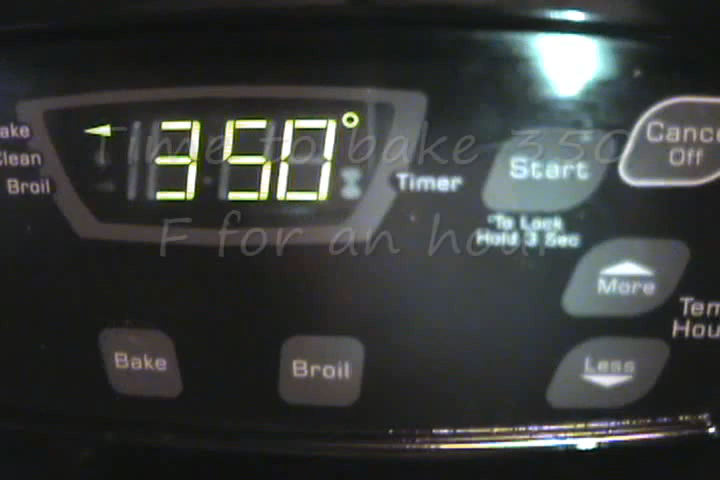 Time to bake 350
F for an hour
ake
Clean
Broil
350°
Timer
Start
*To Lock
Hold 3 Sec
Cance
Off
More
Tem
Hou
Less
Bake
Broil